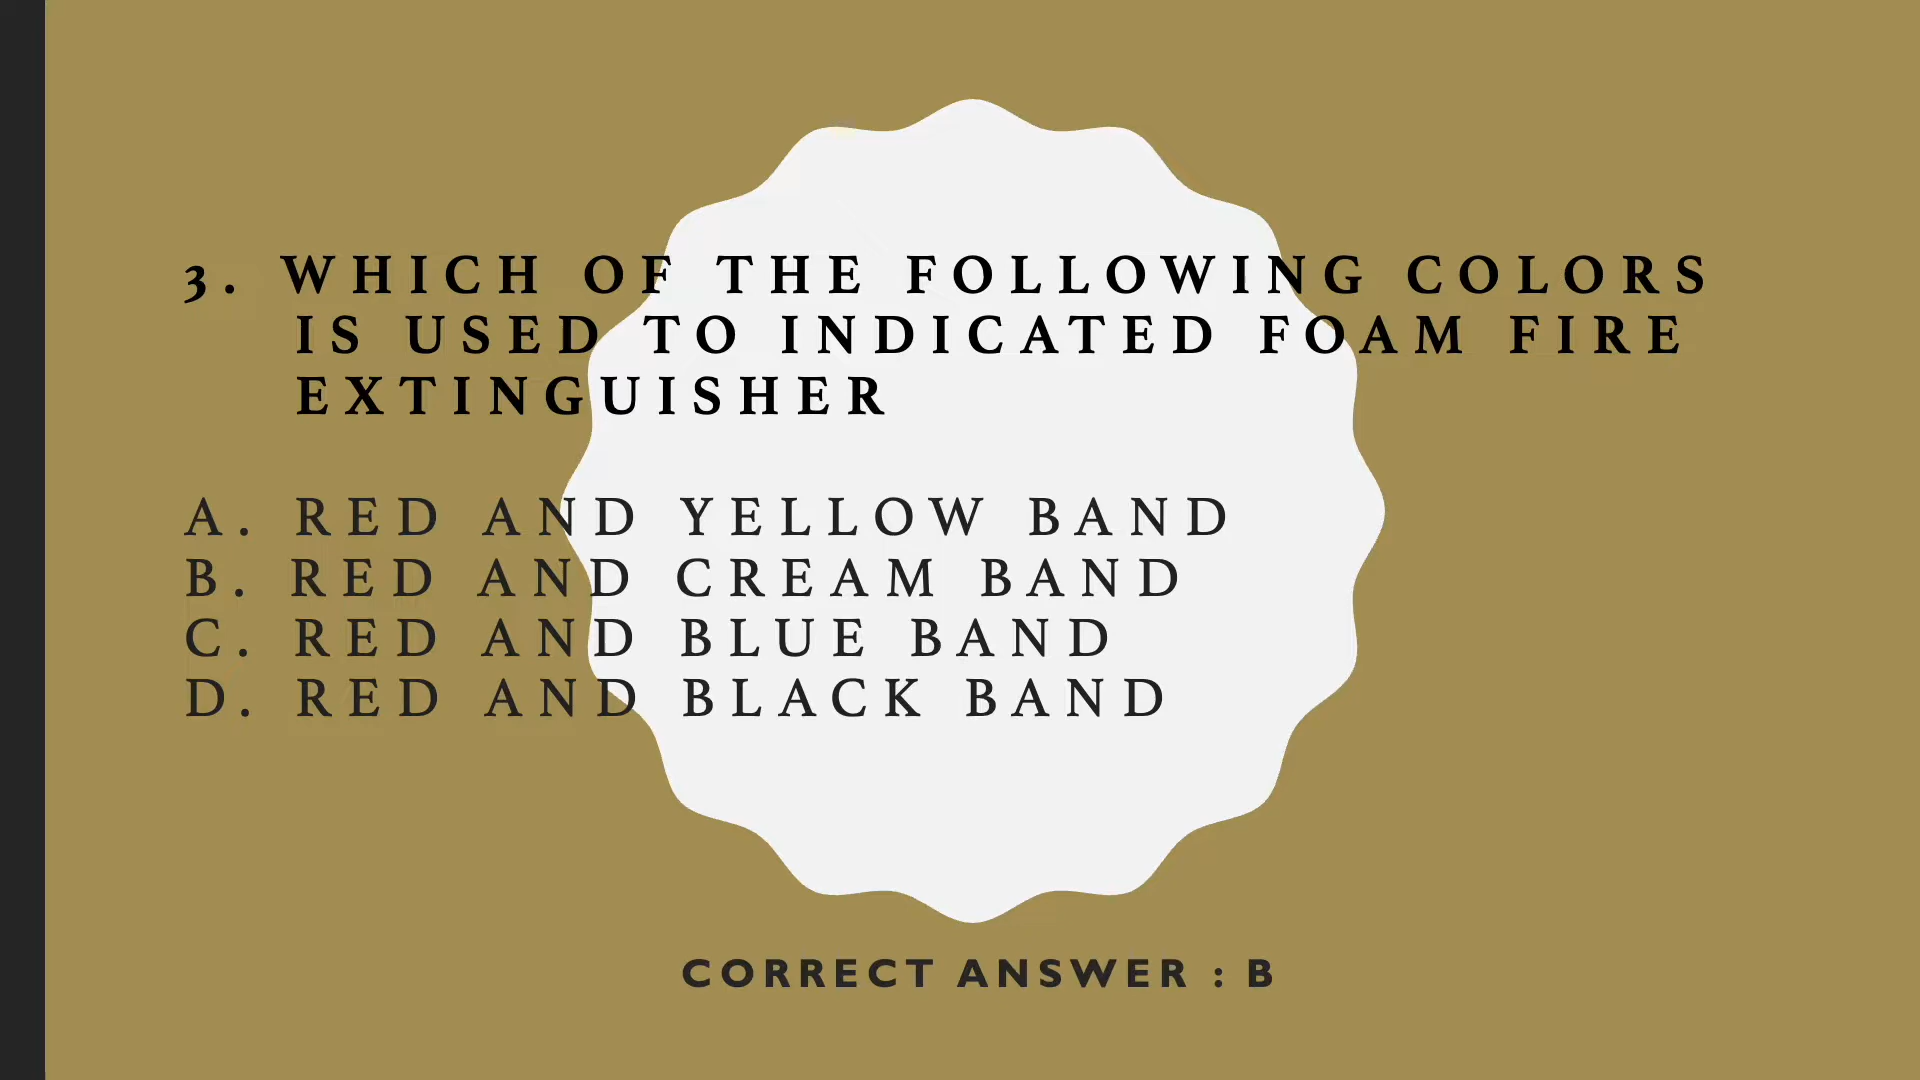 3. WHICH OF THE FOLLOWING COLORS
IS USED TO INDICATED FOAM FIRE
EXTINGUISHER
A. RED AND YELLOW BAND
B. RED AND CREAM BAND
C. RED AND BLUE BAND
D. RED AND BLACK BAND
CORRECT ANSWER : B